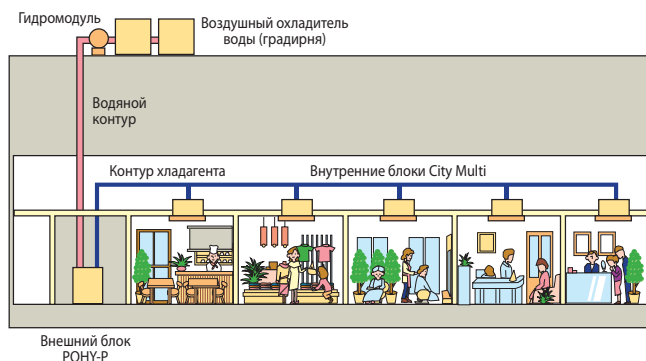 Гидромодуль
Воздушный охладитель
воды (градирня)
Водяной
контур
Контур хладагента
Внутренние блоки City Multi
Внешний блок
PQHY-P